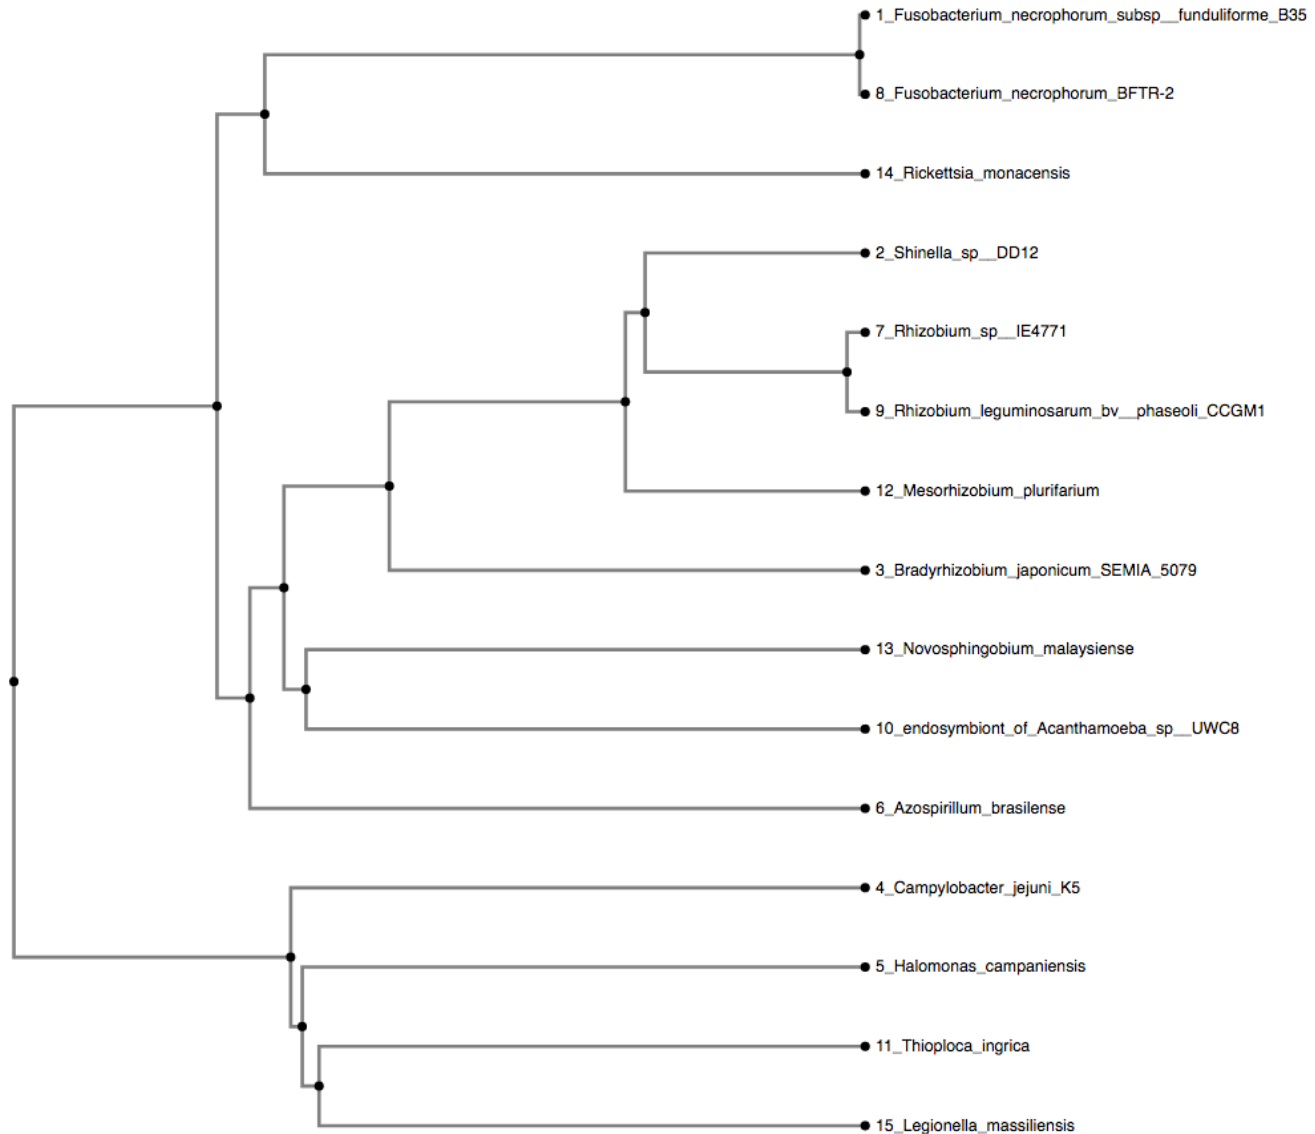 1_Fusobacterium_necrophorum_subsp__funduliforme_B35
8_Fusobacterium_necrophorum_BFTR-2
14_Rickettsia_monacensis
2_Shinella_sp__DD12
7_Rhizobium_sp__IE4771
9_Rhizobium_leguminosarum_bv__phaseoli_CCGM1
12_Mesorhizobium_plurifarium
3_Bradyrhizobium_japonicum_SEMIA_5079
13_Novosphingobium_malaysiense
10_endosymbiont_of_Acanthamoeba_sp__UWC8
6_Azospirillum_brasilense
4_Campylobacter_jejuni_K5
5_Halomonas_campaniensis
11_Thioploca_ingrica
15_Legionella_massiliensis